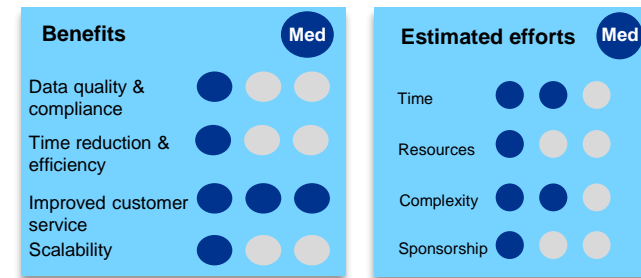 Benefits
Med
Data quality &
compliance
Time reduction &
efficiency
Improved customer
service
Scalability
Estimated efforts
Med
Time
Resources
Complexity
Sponsorship